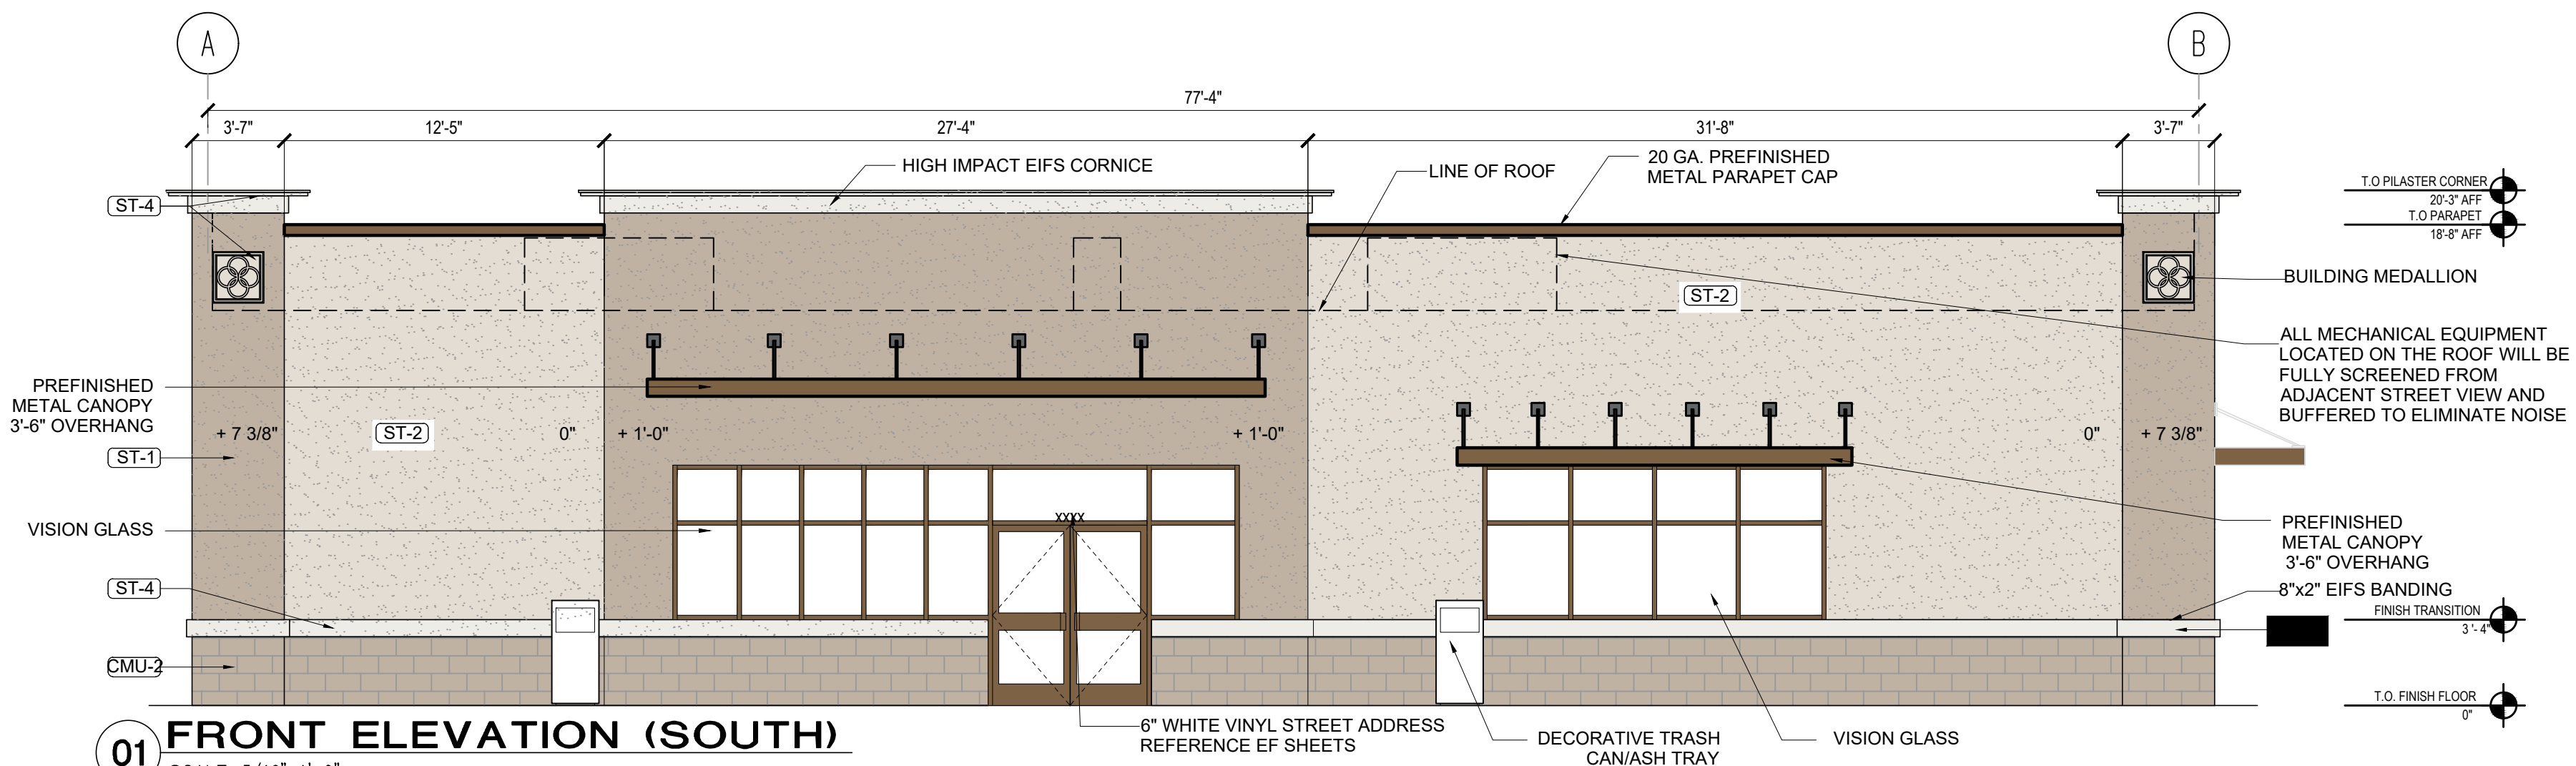 A
B
77'-4"
3'-7"
12'-5"
27'-4"
31'-8"
3'-7"
HIGH IMPACT EIFS CORNICE
LINE OF ROOF
20 GA. PREFINISHED
METAL PARAPET CAP
ST-4
T.O PILASTER CORNER
20'-3" AFF
T.O PARAPET
18'-8" AFF
BUILDING MEDALLION
ST-2
ALL MECHANICAL EQUIPMENT
LOCATED ON THE ROOF WILL BE
FULLY SCREENED FROM
ADJACENT STREET VIEW AND
BUFFERED TO ELIMINATE NOISE
PREFINISHED
METAL CANOPY
3'-6" OVERHANG
+ 7 3/8"
ST-2
0"
+ 1'-0"
+ 1'-0"
0"
+ 7 3/8"
ST-1
VISION GLASS
XXXX
PREFINISHED
METAL CANOPY
3'-6" OVERHANG
ST-4
8"x2" EIFS BANDING
FINISH TRANSITION
3 '- 4"
CMU-2
T.O. FINISH FLOOR
0"
01
FRONT ELEVATION (SOUTH)
6" WHITE VINYL STREET ADDRESS
REFERENCE EF SHEETS
DECORATIVE TRASH
CAN/ASH TRAY
VISION GLASS